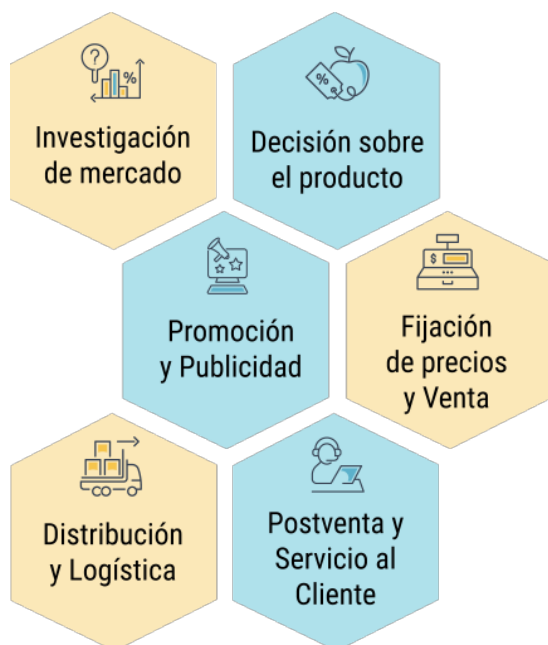 ?
%
Investigación
de mercado
%
Decisión sobre
el producto
Promoción
y Publicidad
$
Fijación
de precios
y Venta
Distribución
y Logística
Postventa y
Servicio al
Cliente